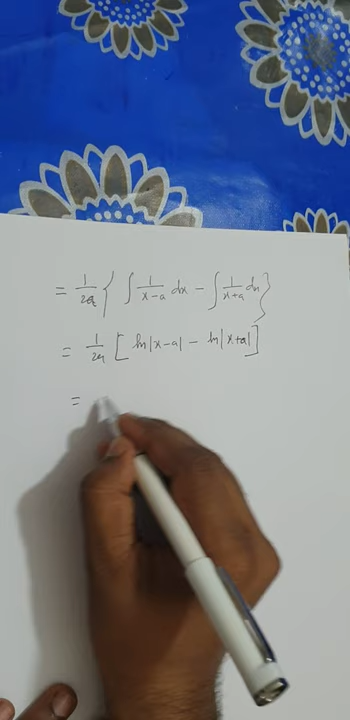 = 1/2a { ∫ 1/(x-a) dx - ∫ 1/(x+a) dx }
= 1/2a [ ln|x-a| - ln|x+a| ]
=